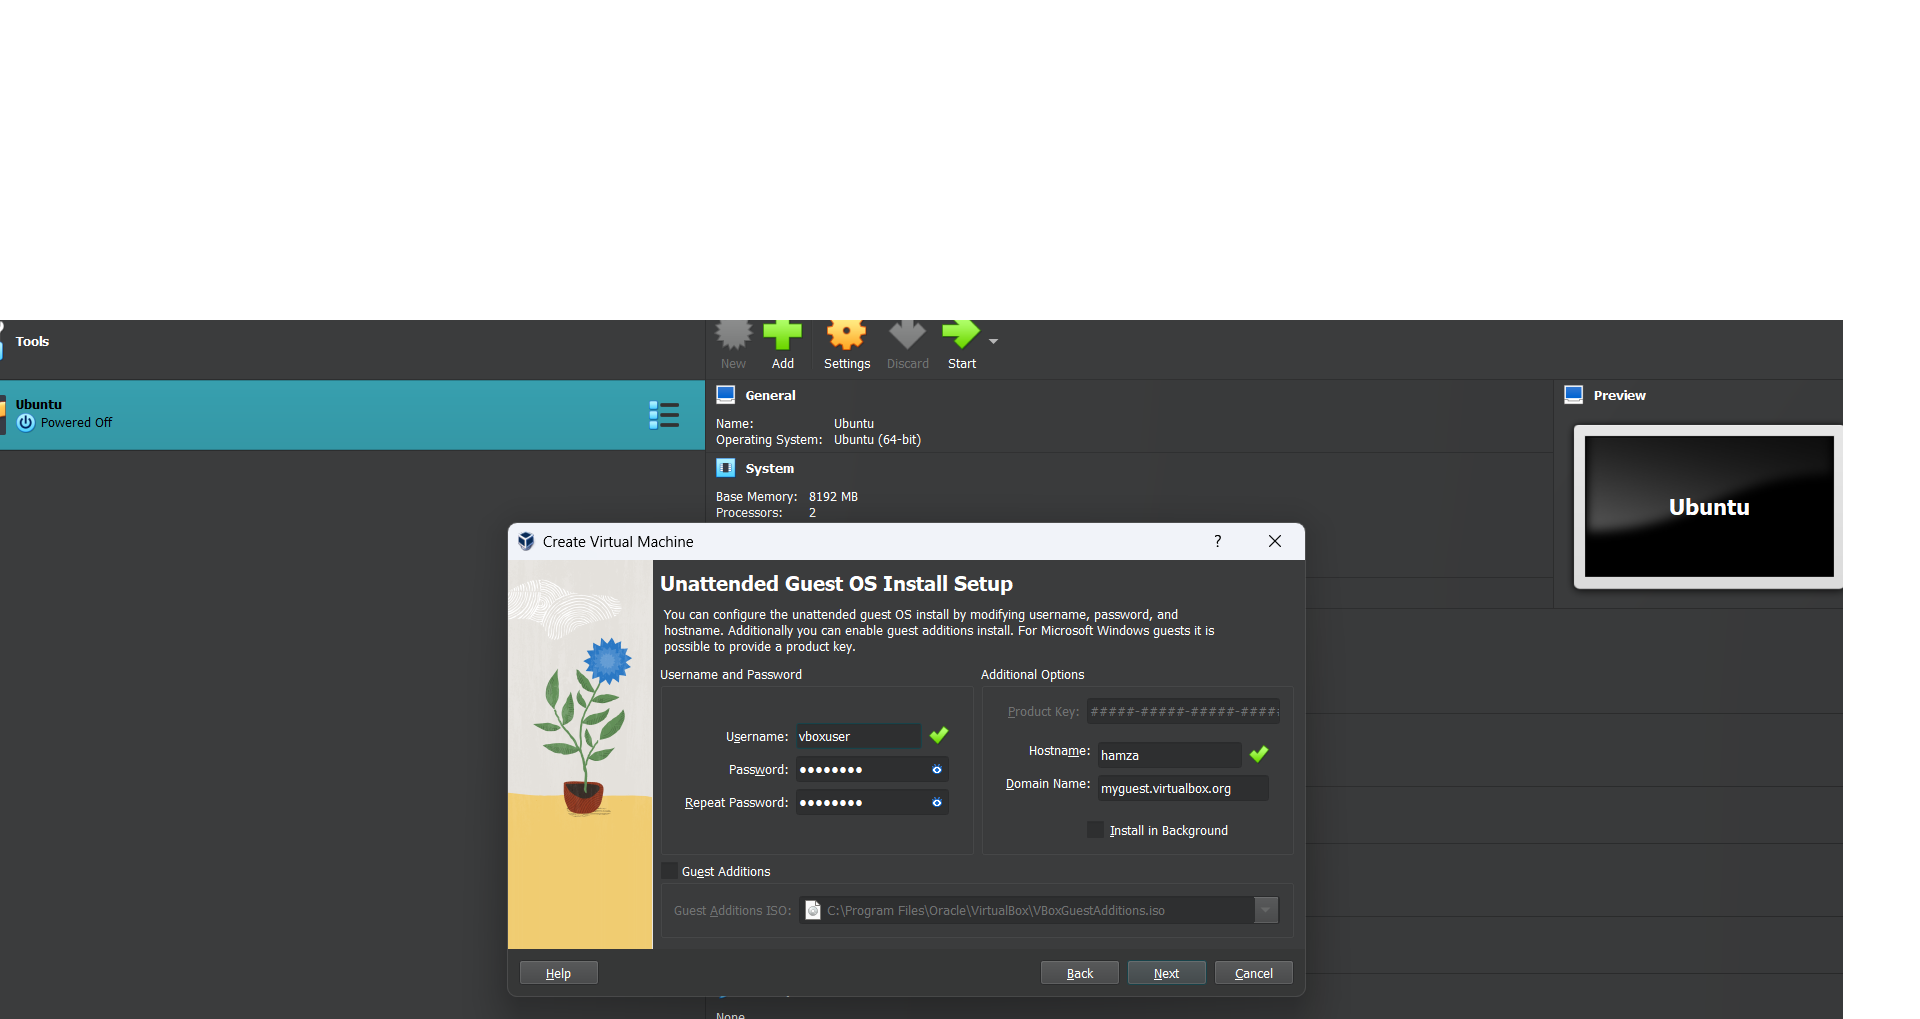 Tools
New
Add
Settings
Discard
Start
Ubuntu
Powered Off
General
Name: Ubuntu
Operating System: Ubuntu (64-bit)
System
Base Memory: 8192 MB
Processors: 2
Preview
Ubuntu
Create Virtual Machine
?
Unattended Guest OS Install Setup
You can configure the unattended guest OS install by modifying username, password, and
hostname. Additionally you can enable guest additions install. For Microsoft Windows guests it is
possible to provide a product key.
Username and Password
Username: vboxuser
Password: ●●●●●●●●
Repeat Password: ●●●●●●●●
Additional Options
Product Key: #####-#####-#####-####
Hostname: hamza
Domain Name: myguest.virtualbox.org
Install in Background
Guest Additions
Guest Additions ISO: C:\Program Files\Oracle\VirtualBox\VBoxGuestAdditions.iso
Help
Back
Next
Cancel
None